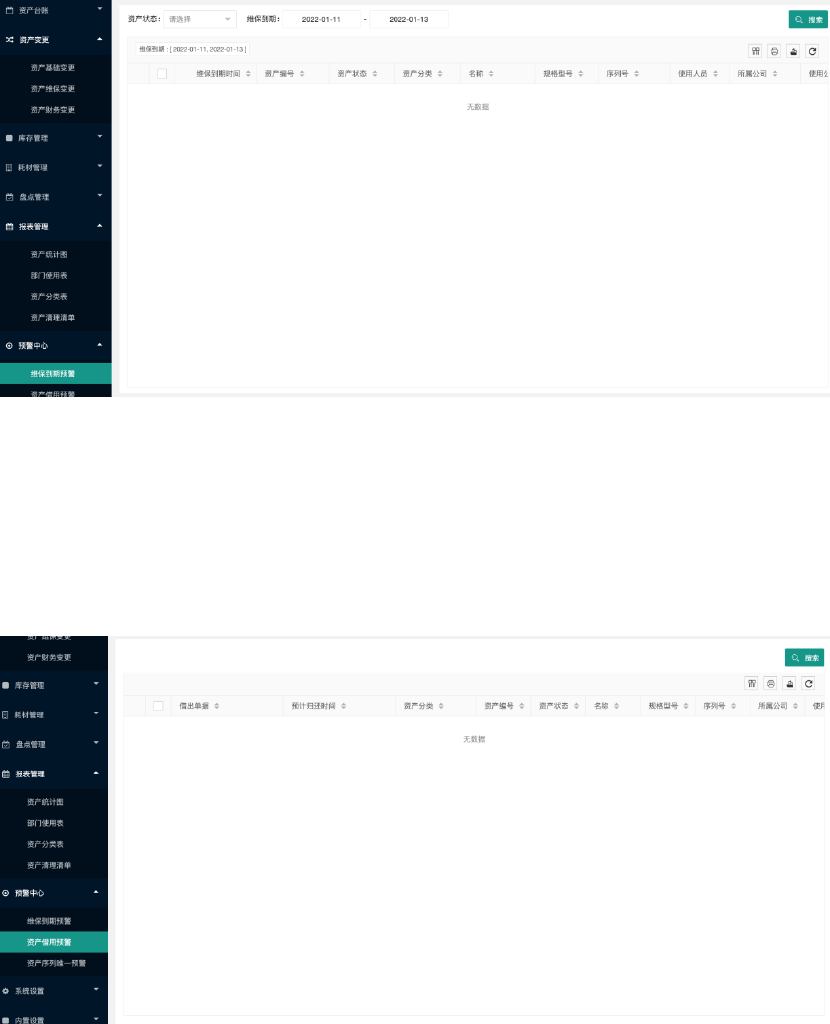 资产台账
资产变更
资产基础变更
资产维保变更
资产财务变更
库存管理
耗材管理
盘点管理
报表管理
资产统计图
部门使用表
资产分类表
资产清理清单
预警中心
维保到期预警
资产借用预警
资产状态: 请选择 维保到期: 2022-01-11 - 2022-01-13 搜索
维保到期 : [ 2022-01-11, 2022-01-13 ]
维保到期时间 资产编号 资产状态 资产分类 名称 规格型号 序列号 使用人员 所属公司 使用公
无数据
资产维保变更
资产财务变更
库存管理
耗材管理
盘点管理
报表管理
资产统计图
部门使用表
资产分类表
资产清理清单
预警中心
维保到期预警
资产借用预警
资产序列唯一预警
系统设置
内置设置
搜索
借出单据 预计归还时间 资产分类 资产编号 资产状态 名称 规格型号 序列号 所属公司 使用
无数据